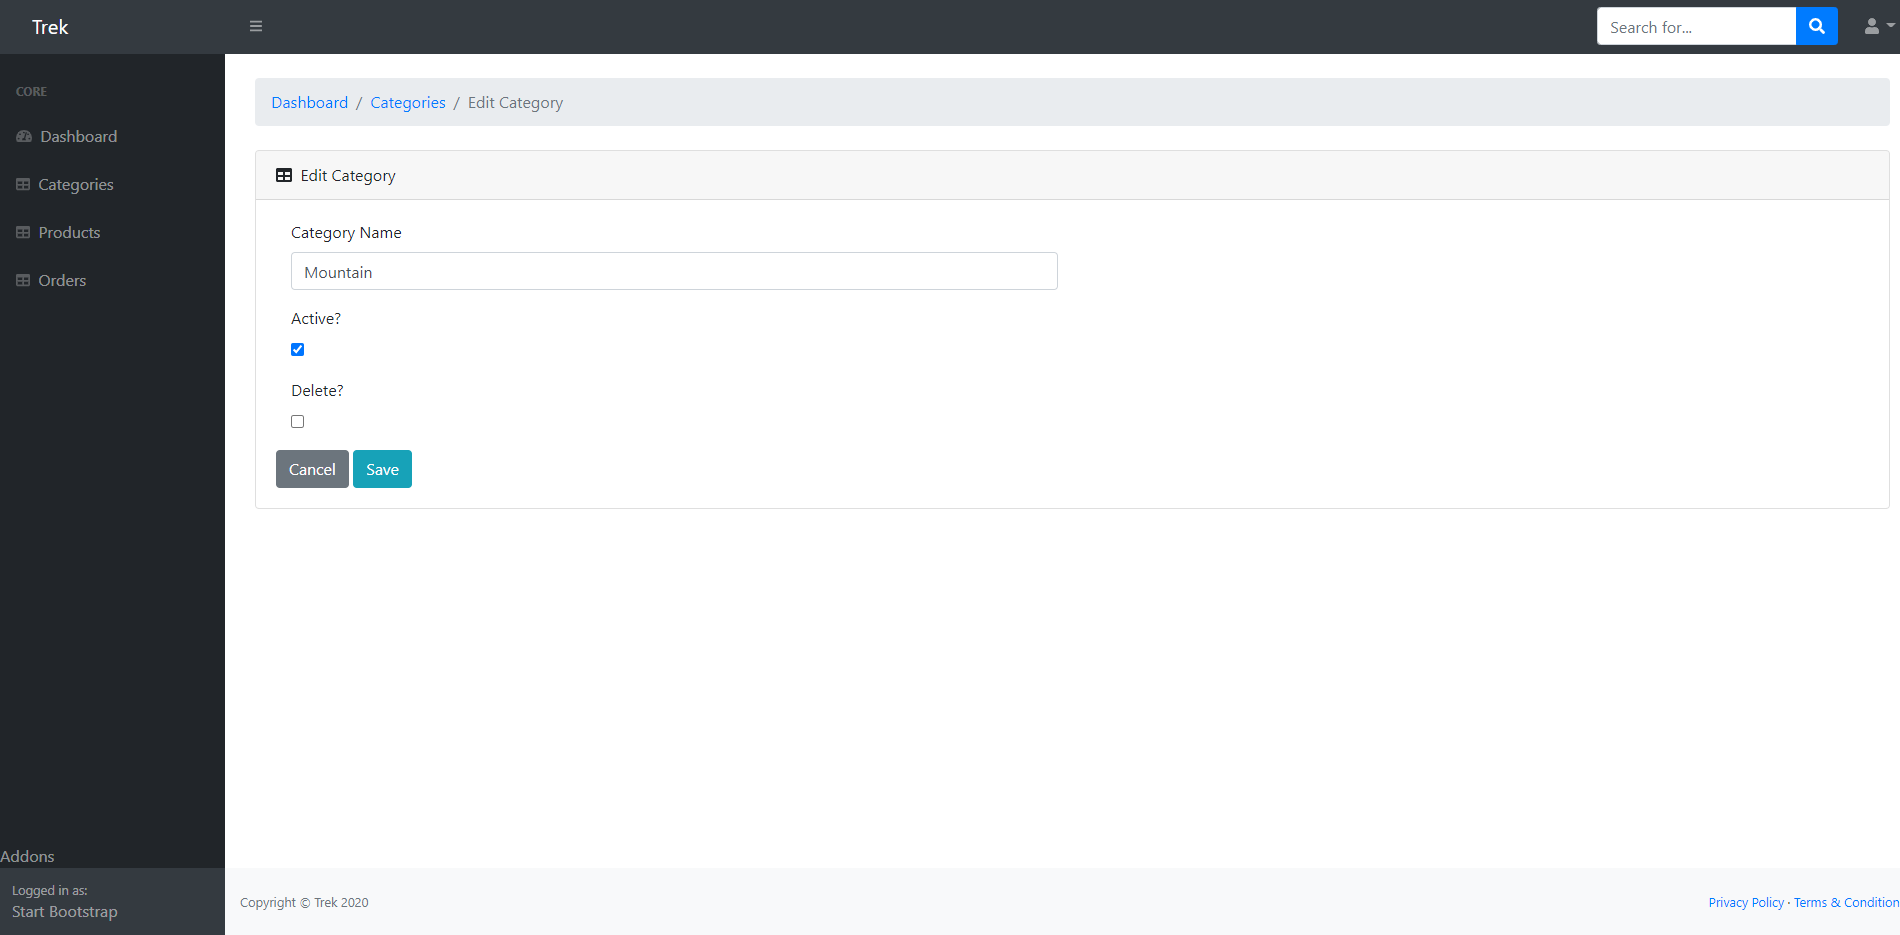 Trek
Search for...
CORE
Dashboard
Categories
Products
Orders
Addons
Logged in as:
Start Bootstrap
Dashboard / Categories / Edit Category
Edit Category
Category Name
Mountain
Active?
Delete?
Cancel Save
Copyright © Trek 2020
Privacy Policy · Terms & Condition